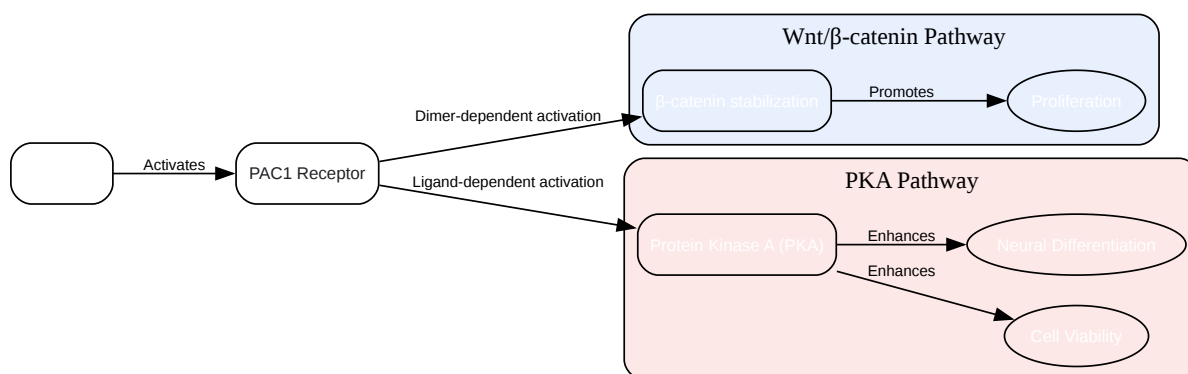 Wnt/β-catenin Pathway
β-catenin stabilization
Promotes
Proliferation
Dimer-dependent activation
Activates
PAC1 Receptor
Ligand-dependent activation
PKA Pathway
Protein Kinase A (PKA)
Enhances
Neural Differentiation
Enhances
Cell Viability